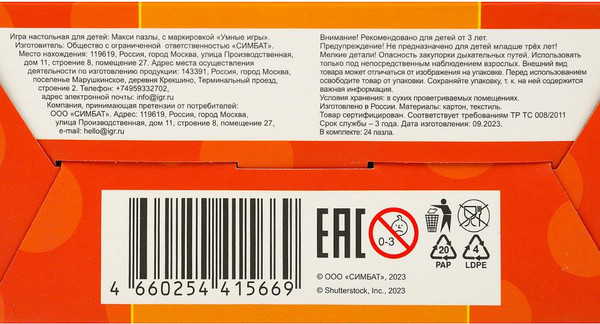 Игра настольная для детей: Макси пазлы, с маркировкой «Умные игры».
Изготовитель: Общество с ограниченной ответственностью «СИМБАТ».
Место нахождения: 119619, Россия, город Москва, улица Производственная,
дом 11, строение 8, помещение 27. Адрес места осуществления
деятельности по изготовлению продукции: 143391, Россия, город Москва,
поселение Марушкинское, деревня Крекшино, Терминальный проезд,
строение 2. Телефон: +74959332702,
адрес электронной почты: info@igr.ru
Компания, принимающая претензии от потребителей:
ООО «СИМБАТ». Адрес: 119619, Россия, город Москва,
улица Производственная, дом 11, строение 8, помещение 27,
e-mail: hello@igr.ru
Внимание! Рекомендовано для детей от 3 лет.
Предупреждение! Не предназначено для детей младше трёх лет!
Мелкие детали! Опасность закупорки дыхательных путей. Использовать
только под непосредственным наблюдением взрослых. Внешний вид
товара может отличаться от изображения на упаковке. Перед использованием
освободите товар от упаковки. Сохраняйте упаковку, т. к. на ней содержится
важная информация.
Условия хранения: в сухих проветриваемых помещениях.
Изготовлено в России. Материалы: картон, текстиль.
Товар сертифицирован. Соответствует требованиям ТР ТС 008/2011
Срок службы – 3 года. Дата изготовления 09.2023.
В комплекте: 24 пазла.
4 660254 415669
EAC
0-3
20
PAP
4
LDPE
© ООО «СИМБАТ», 2023
© Shutterstock, Inc., 2023